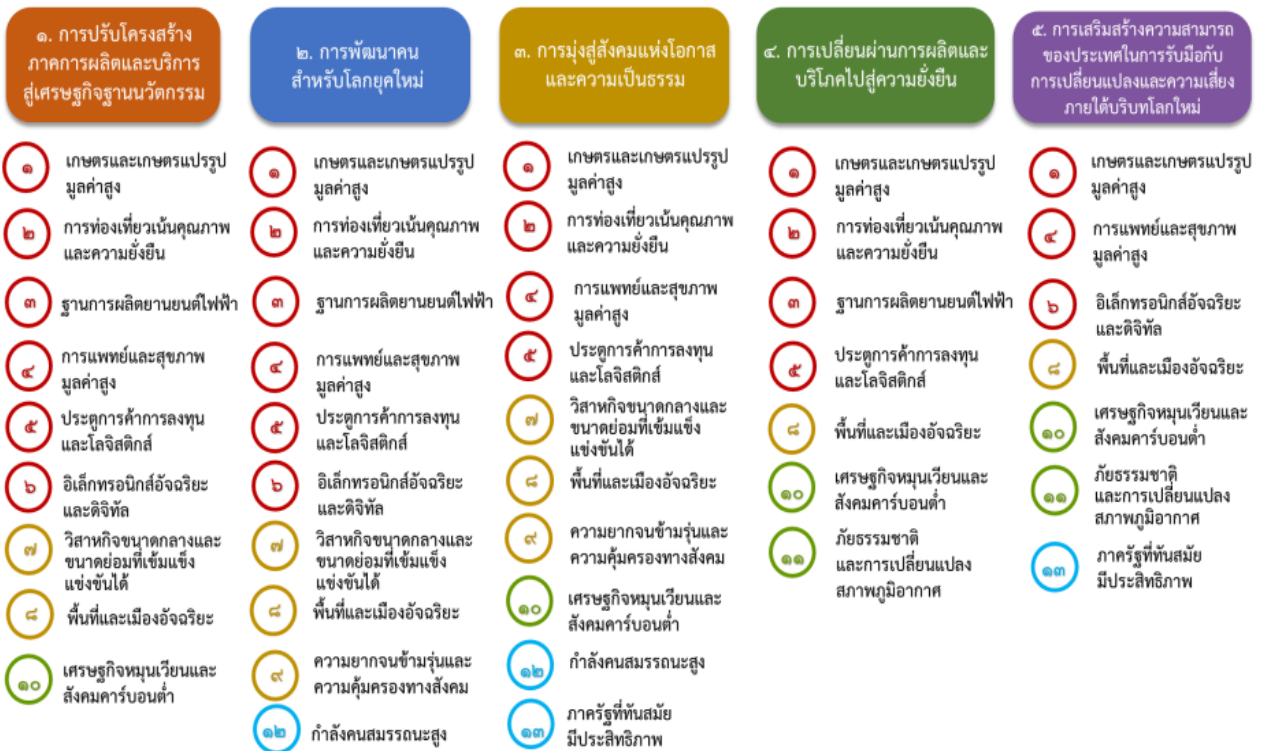 ๑. การปรับโครงสร้าง
ภาคการผลิตและบริการ
สู่เศรษฐกิจฐานนวัตกรรม
๑
เกษตรและเกษตรแปรรูป
มูลค่าสูง
๒
การท่องเที่ยวเน้นคุณภาพ
และความยั่งยืน
๓
ฐานการผลิตยานยนต์ไฟฟ้า
๔
การแพทย์และสุขภาพ
มูลค่าสูง
๕
ประตูการค้าการลงทุน
และโลจิสติกส์
๖
อิเล็กทรอนิกส์อัจฉริยะ
และดิจิทัล
๗
วิสาหกิจขนาดกลางและ
ขนาดย่อมที่เข้มแข็ง
แข่งขันได้
๘
พื้นที่และเมืองอัจฉริยะ
๑๐
เศรษฐกิจหมุนเวียนและ
สังคมคาร์บอนต่ำ
๒. การพัฒนาคน
สำหรับโลกยุคใหม่
๑
เกษตรและเกษตรแปรรูป
มูลค่าสูง
๒
การท่องเที่ยวเน้นคุณภาพ
และความยั่งยืน
๓
ฐานการผลิตยานยนต์ไฟฟ้า
๔
การแพทย์และสุขภาพ
มูลค่าสูง
๕
ประตูการค้าการลงทุน
และโลจิสติกส์
๖
อิเล็กทรอนิกส์อัจฉริยะ
และดิจิทัล
๗
วิสาหกิจขนาดกลางและ
ขนาดย่อมที่เข้มแข็ง
แข่งขันได้
๘
พื้นที่และเมืองอัจฉริยะ
๙
ความยากจนข้ามรุ่นและ
ความคุ้มครองทางสังคม
๑๒
กำลังคนสมรรถนะสูง
๓. การมุ่งสู่สังคมแห่งโอกาส
และความเป็นธรรม
๑
เกษตรและเกษตรแปรรูป
มูลค่าสูง
๒
การท่องเที่ยวเน้นคุณภาพ
และความยั่งยืน
๔
การแพทย์และสุขภาพ
มูลค่าสูง
๕
ประตูการค้าการลงทุน
และโลจิสติกส์
๗
วิสาหกิจขนาดกลางและ
ขนาดย่อมที่เข้มแข็ง
แข่งขันได้
๘
พื้นที่และเมืองอัจฉริยะ
๙
ความยากจนข้ามรุ่นและ
ความคุ้มครองทางสังคม
๑๐
เศรษฐกิจหมุนเวียนและ
สังคมคาร์บอนต่ำ
๑๒
กำลังคนสมรรถนะสูง
๑๓
ภาครัฐที่ทันสมัย
มีประสิทธิภาพ
๔. การเปลี่ยนผ่านการผลิตและ
บริโภคไปสู่ความยั่งยืน
๑
เกษตรและเกษตรแปรรูป
มูลค่าสูง
๒
การท่องเที่ยวเน้นคุณภาพ
และความยั่งยืน
๓
ฐานการผลิตยานยนต์ไฟฟ้า
๕
ประตูการค้าการลงทุน
และโลจิสติกส์
๘
พื้นที่และเมืองอัจฉริยะ
๑๐
เศรษฐกิจหมุนเวียนและ
สังคมคาร์บอนต่ำ
๑๑
ภัยธรรมชาติ
และการเปลี่ยนแปลง
สภาพภูมิอากาศ
๕. การเสริมสร้างความสามารถ
ของประเทศในการรับมือกับ
การเปลี่ยนแปลงและความเสี่ยง
ภายใต้บริบทโลกใหม่
๑
เกษตรและเกษตรแปรรูป
มูลค่าสูง
๔
การแพทย์และสุขภาพ
มูลค่าสูง
๖
อิเล็กทรอนิกส์อัจฉริยะ
และดิจิทัล
๘
พื้นที่และเมืองอัจฉริยะ
๑๐
เศรษฐกิจหมุนเวียนและ
สังคมคาร์บอนต่ำ
๑๑
ภัยธรรมชาติ
และการเปลี่ยนแปลง
สภาพภูมิอากาศ
๑๓
ภาครัฐที่ทันสมัย
มีประสิทธิภาพ